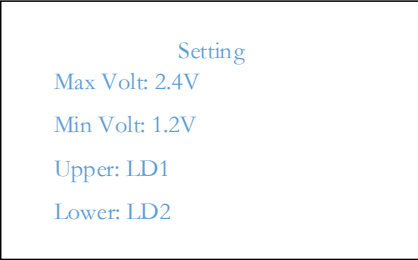 Setting
Max Volt: 2.4V
Min Volt: 1.2V
Upper: LD1
Lower: LD2